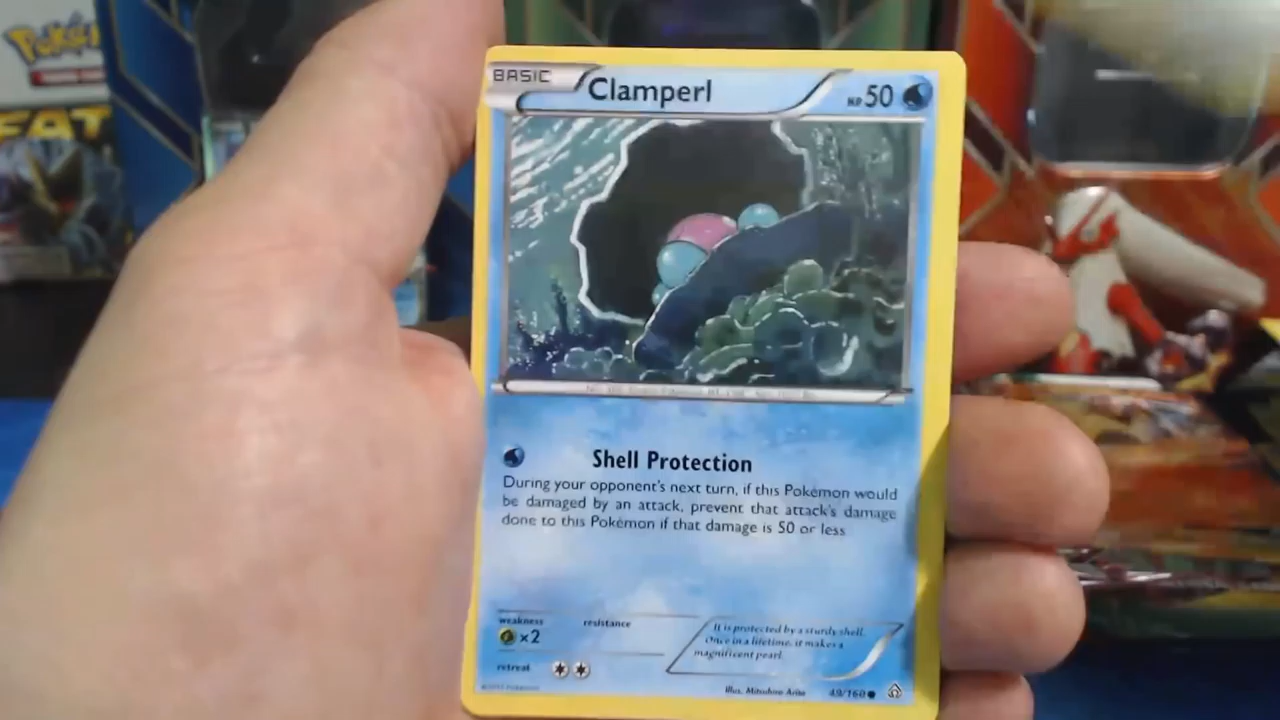 Poké
FAT
BASIC
Clamperl
HP 50
Shell Protection
During your opponent's next turn, if this Pokémon would
be damaged by an attack, prevent that attack's damage
done to this Pokémon if that damage is 50 or less
weakness
resistance
×2
retreat
It is protected by a sturdy shell.
Once in a lifetime, it makes a
magnificent pearl.
Illus. Mitsuhiro Arita
49/160